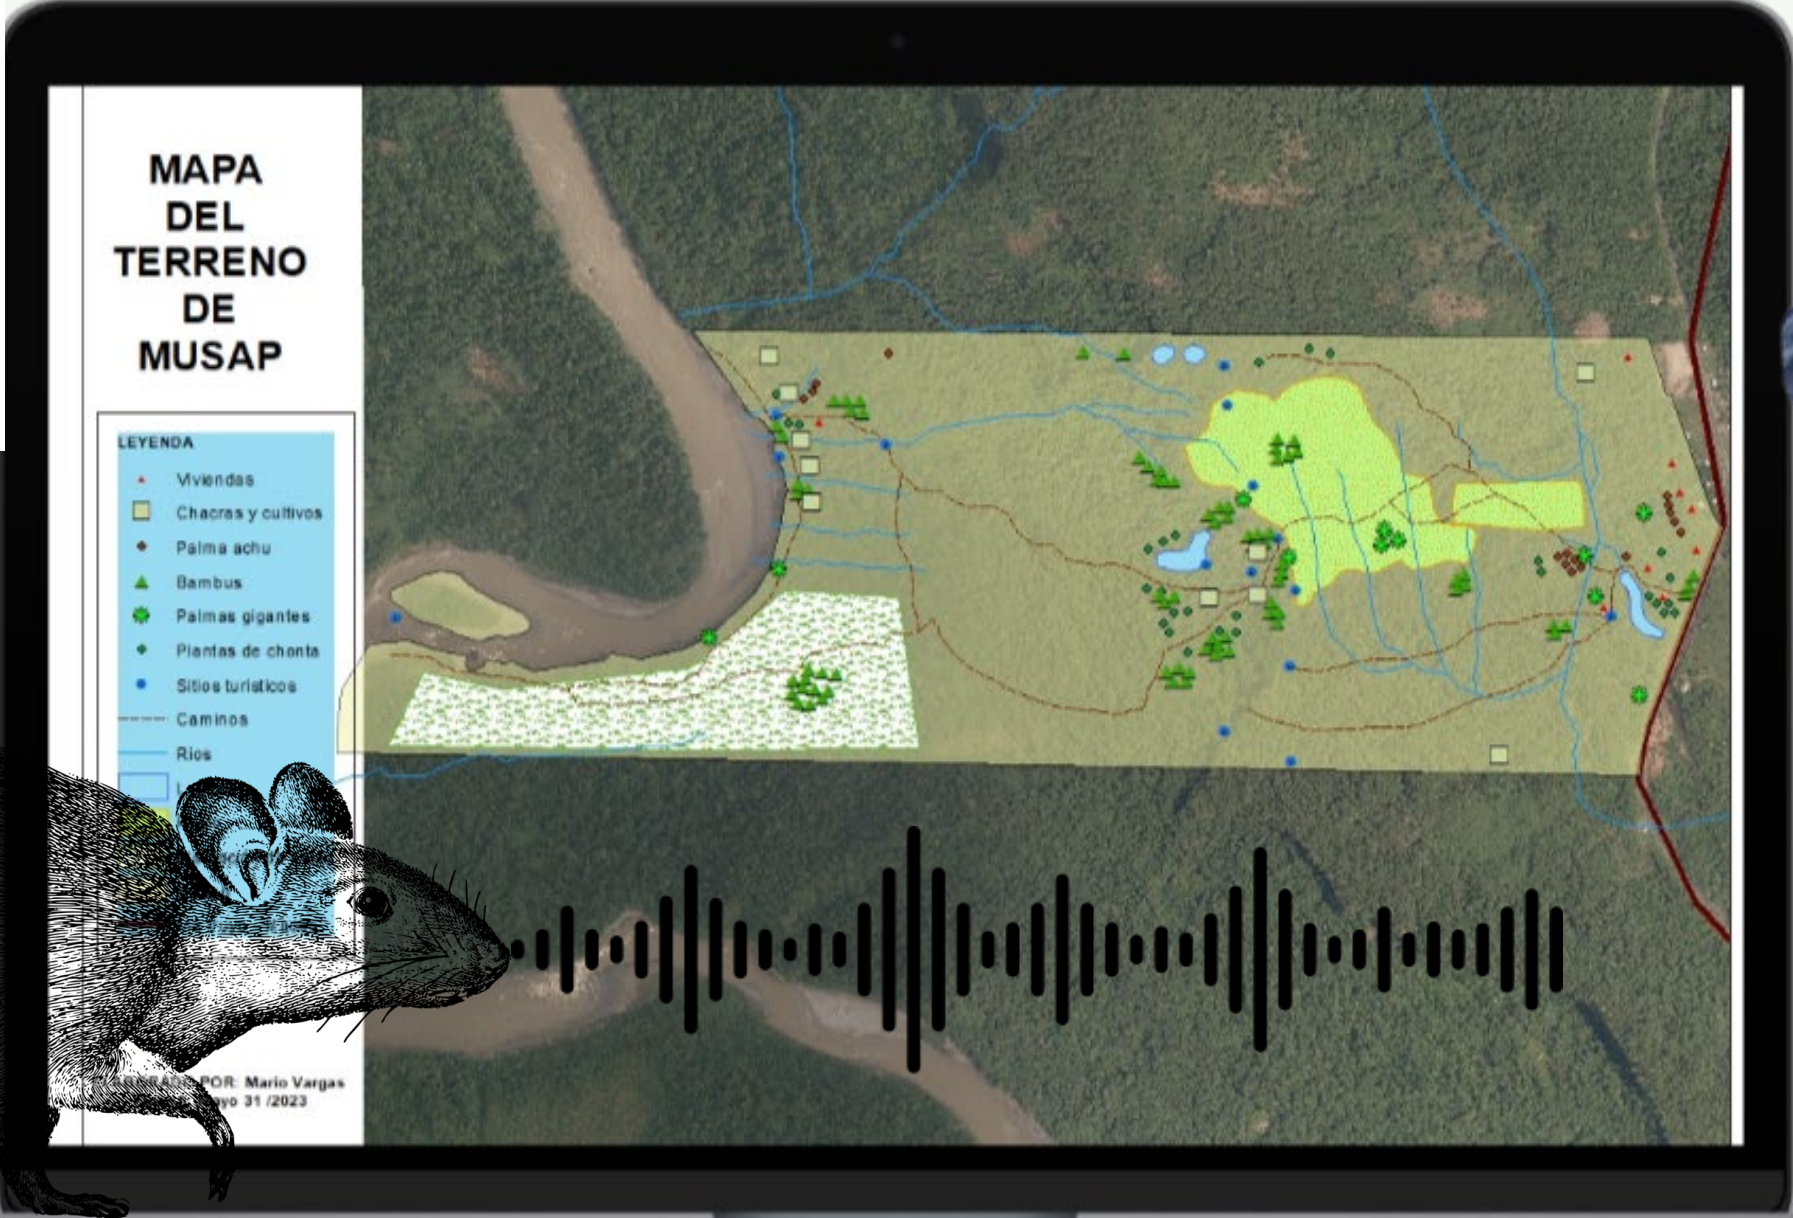 MAPA
DEL
TERRENO
DE
MUSAP
LEYENDA
Viviendas
Chacras y cultivos
Palma achu
Bambus
Palmas gigantes
Plantas de chonta
Sitios turisticos
Caminos
Rios
POR: Mario Vargas
31 /2023